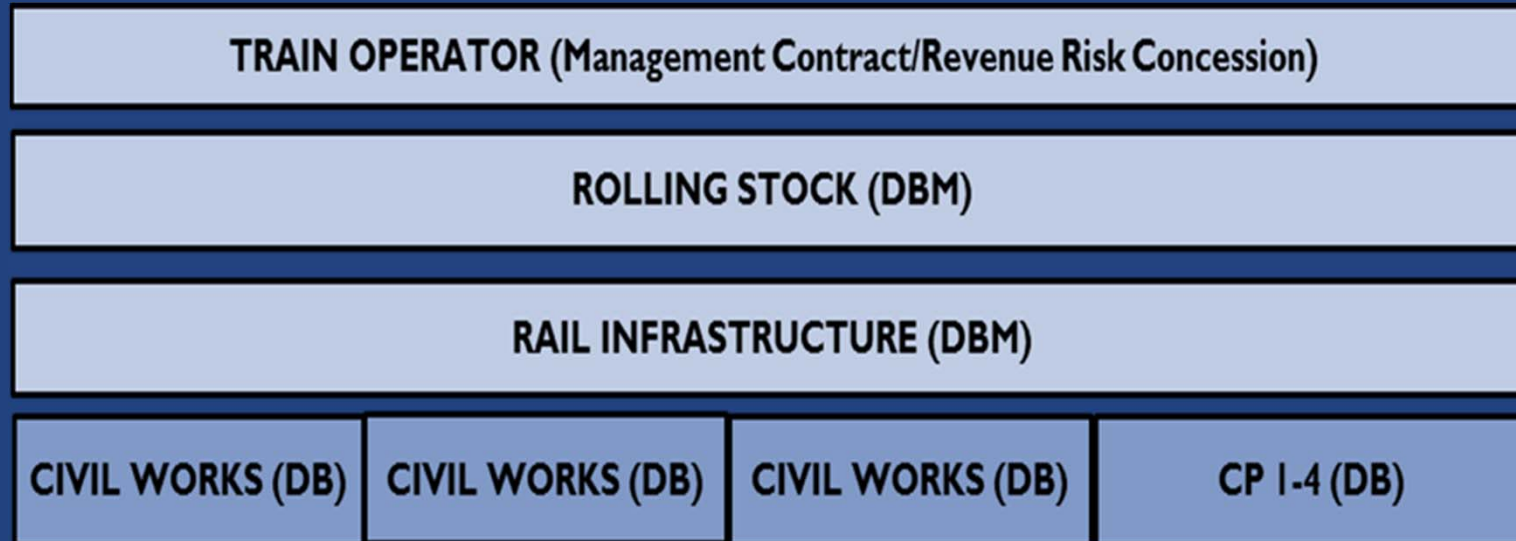 TRAIN OPERATOR (Management Contract/Revenue Risk Concession)
ROLLING STOCK (DBM)
RAIL INFRASTRUCTURE (DBM)
CIVIL WORKS (DB)
CIVIL WORKS (DB)
CIVIL WORKS (DB)
CP 1-4 (DB)